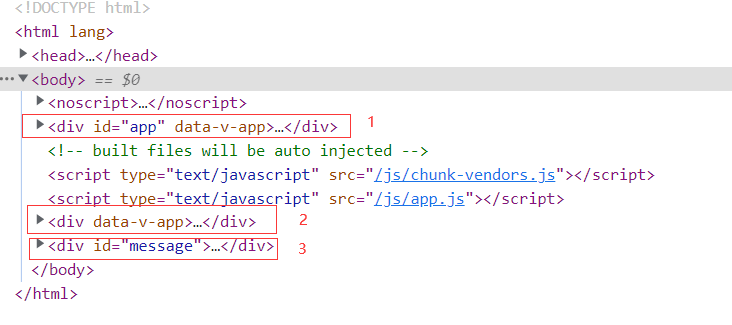 <!DOCTYPE html>
<html lang>
<head>…</head>
<body> == $0
<noscript>…</noscript>
<div id="app" data-v-app>…</div> 1
<!-- built files will be auto injected -->
<script type="text/javascript" src="/js/chunk-vendors.js"></script>
<script type="text/javascript" src="/js/app.js"></script>
<div data-v-app>…</div> 2
<div id="message">…</div> 3
</body>
</html>